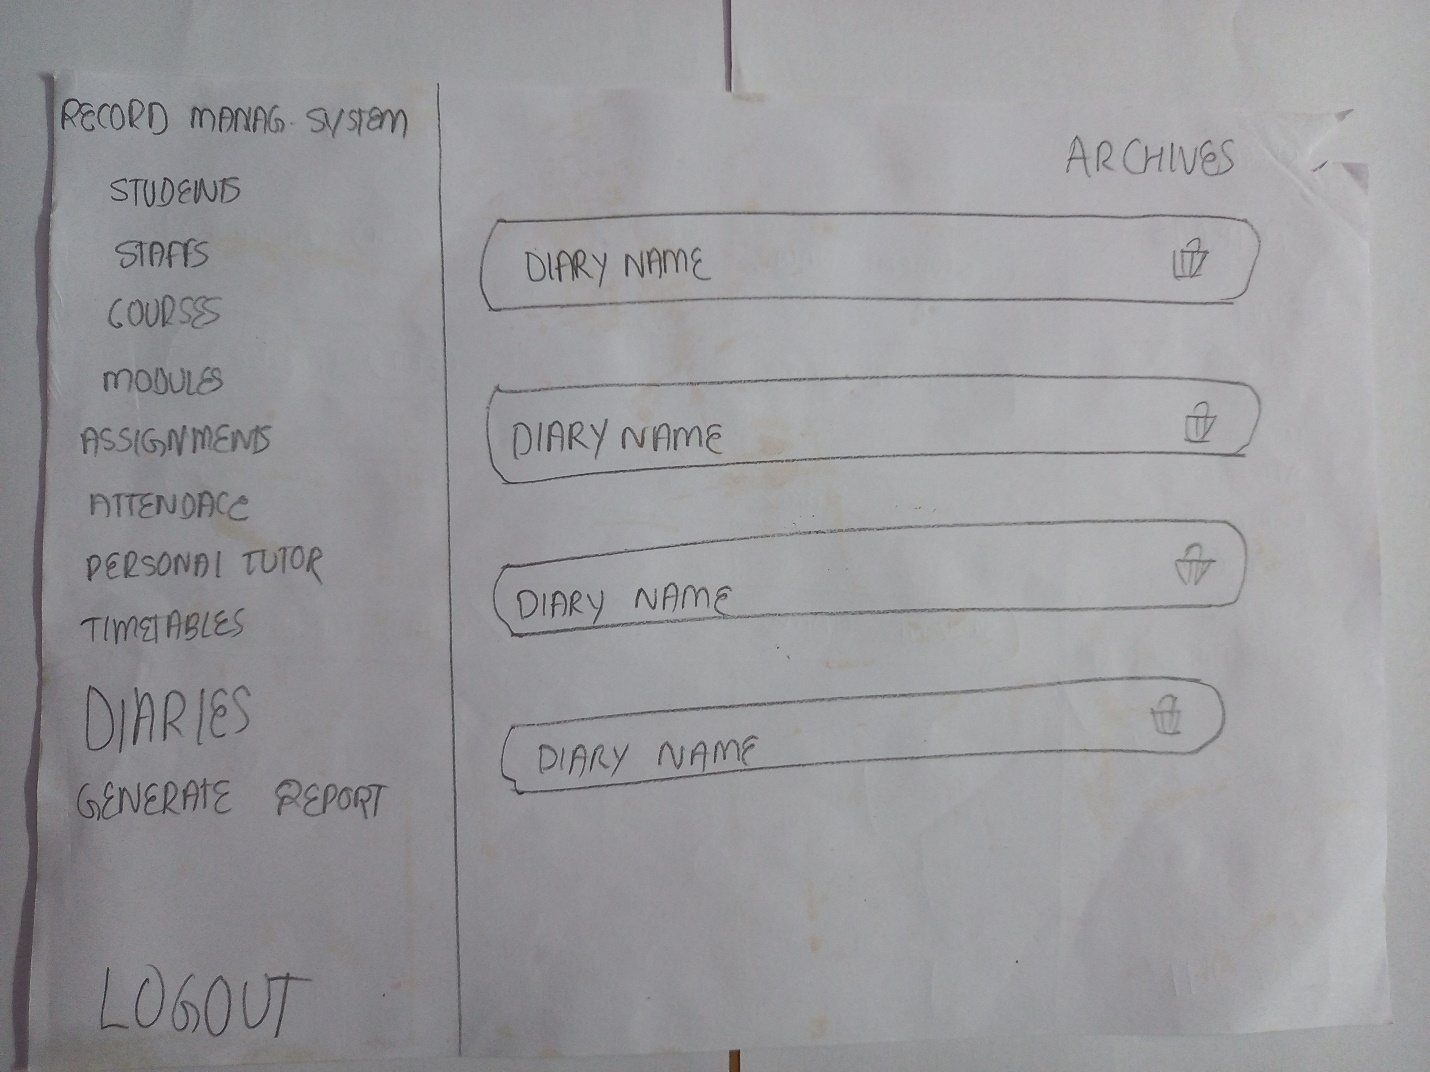 RECORD MANAG. SYSTEM
STUDENTS
STAFFS
COURSES
MODULES
ASSIGNMENTS
ATTENDACE
PERSONAL TUTOR
TIMETABLES
DIARIES
GENERATE REPORT
LOGOUT
ARCHIVES
DIARY NAME
DIARY NAME
DIARY NAME
DIARY NAME